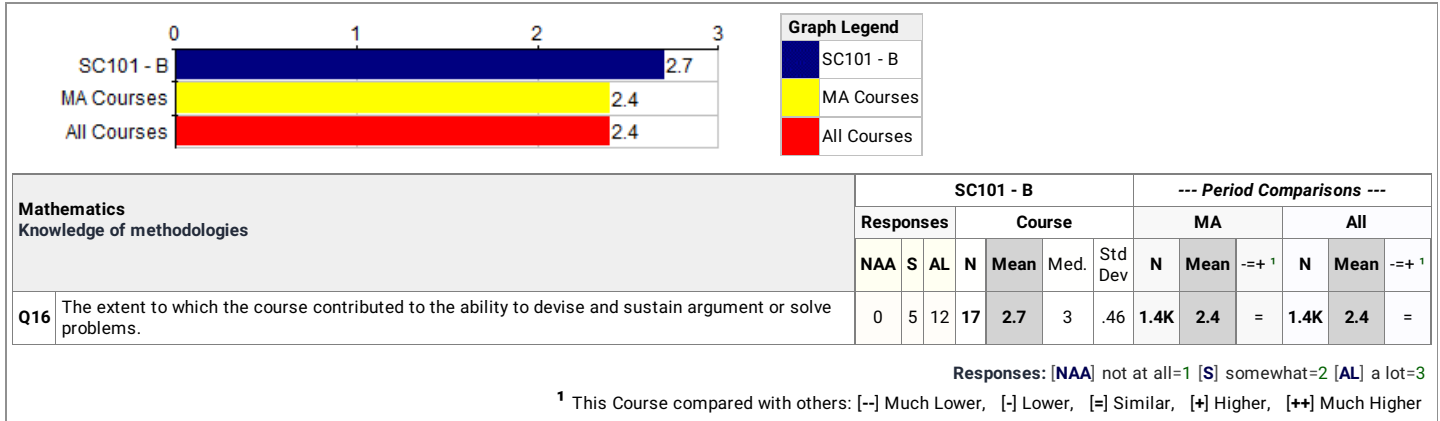 0 1 2 3
SC101 - B 2.7
MA Courses 2.4
All Courses 2.4
Graph Legend
SC101 - B
MA Courses
All Courses
Mathematics
Knowledge of methodologies
SC101 - B --- Period Comparisons ---
Responses Course MA All
NAA S AL N Mean Med. Std Dev N Mean -=+ ¹ N Mean -=+ ¹
Q16 The extent to which the course contributed to the ability to devise and sustain argument or solve
problems. 0 5 12 17 2.7 3 .46 1.4K 2.4 = 1.4K 2.4 =
Responses: [NAA] not at all=1 [S] somewhat=2 [AL] a lot=3
¹ This Course compared with others: [--] Much Lower, [-] Lower, [=] Similar, [+] Higher, [++] Much Higher